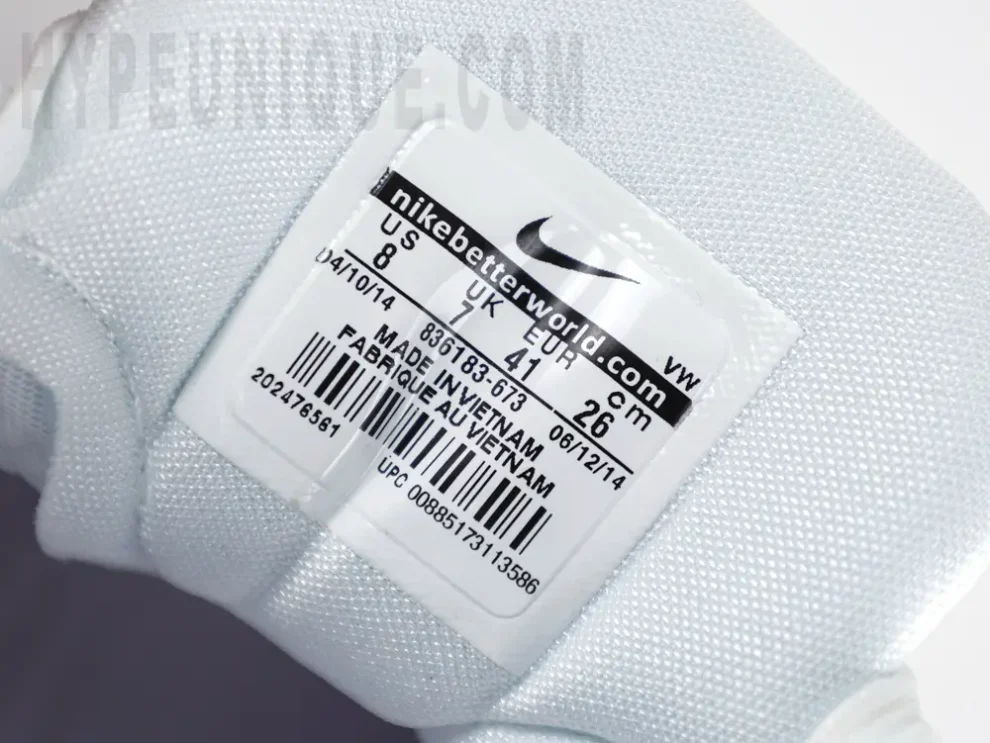 HYPEUNIQUE.COM
nikebetterworld.com
US UK EUR cm VW
8 7 41 26
04/10/14 836183-673 06/12/14
MADE IN VIETNAM
FABRIQUE AU VIETNAM
202476561
UPC 00885173113586